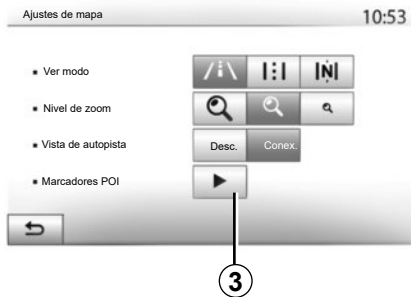 Ajustes de mapa 10:53
▪ Ver modo N
▪ Nivel de zoom
▪ Vista de autopista Desc. Conex.
▪ Marcadores POI
3